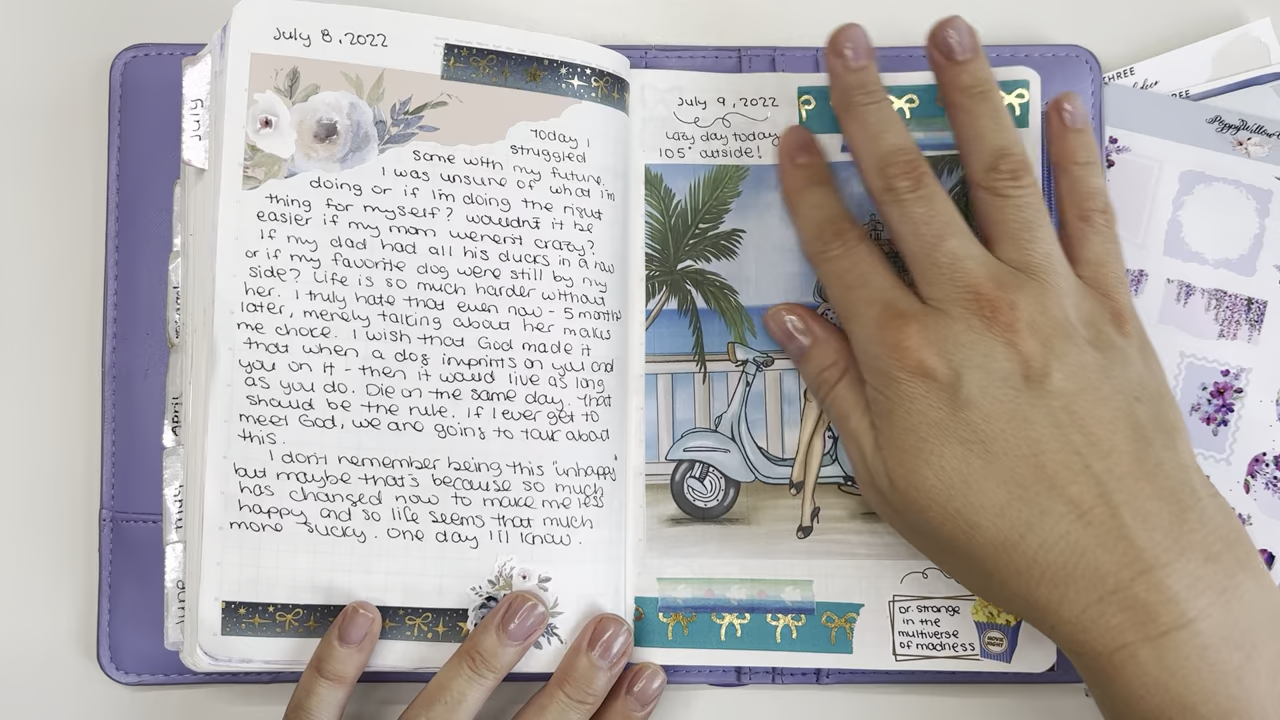 July 8, 2022
Today I
struggled
some with my future.
I was unsure of what I'm
doing or if I'm doing the right
thing for myself? Wouldn't it be
easier if my mom weren't crazy?
If my dad had all his ducks in a row
or if my favorite dog were still by my
side? Life is so much harder without
her. I truly hate that even now - 5 months
later, merely talking about her makes
me choke. I wish that God made it
that when a dog imprints on you and
you on it - then it would live as long
as you do. Die on the same day. That
should be the rule. If I ever get to
meet God, we are going to talk about
this.
I don't remember being this "unhappy"
but maybe that's because so much
has changed now to make me less
happy and so life seems that much
more sucky. One day I'll know.
July
April
June
July 9, 2022
Lazy day today
105° outside!
Dr. Strange
in the
multiverse
of madness
MOVIE
NIGHT
THREE
PoppyWillow